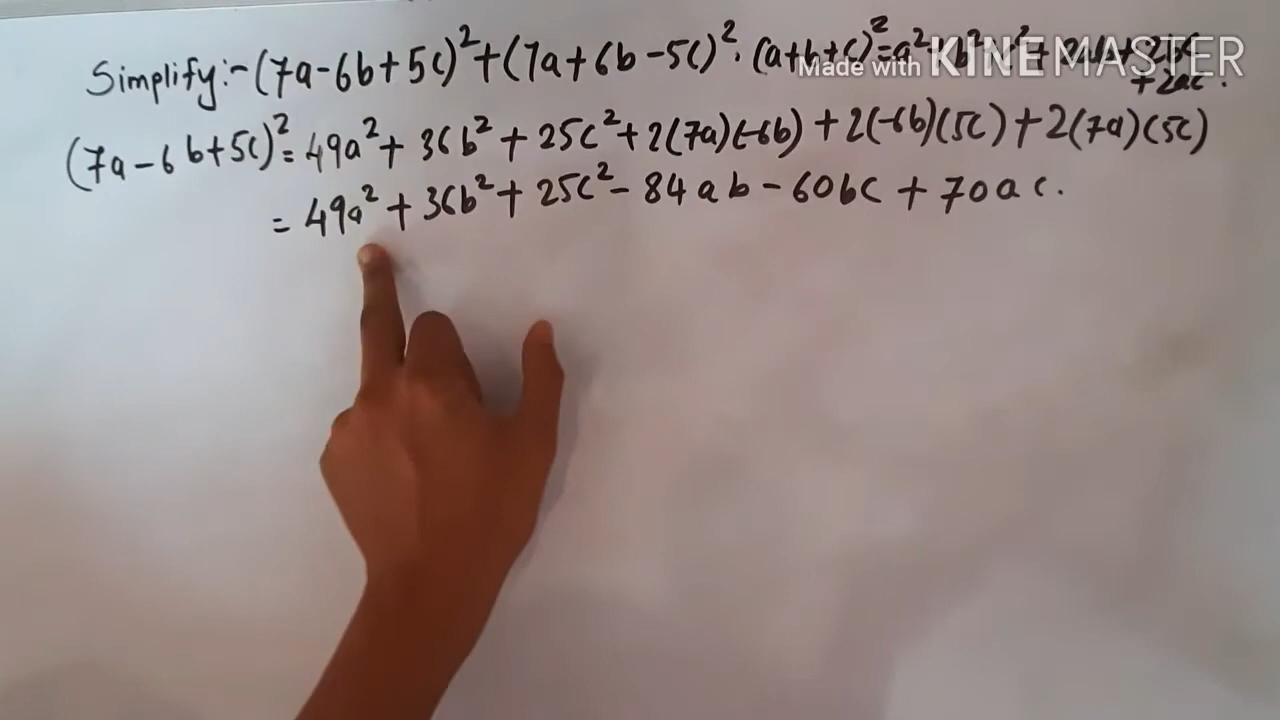 Simplify:- (7a-6b+5c)²+(7a+6b-5c)². (a+b+c)²=a²
Made with KINEMASTER
+2ac.
(7a-6b+5c)²= 49a²+ 36b² + 25c²+2(7a)(-6b) +2(-6b)(5c)+2(7a)(5c)
= 49a² + 36b²+ 25c²- 84ab - 60bc + 70ac.